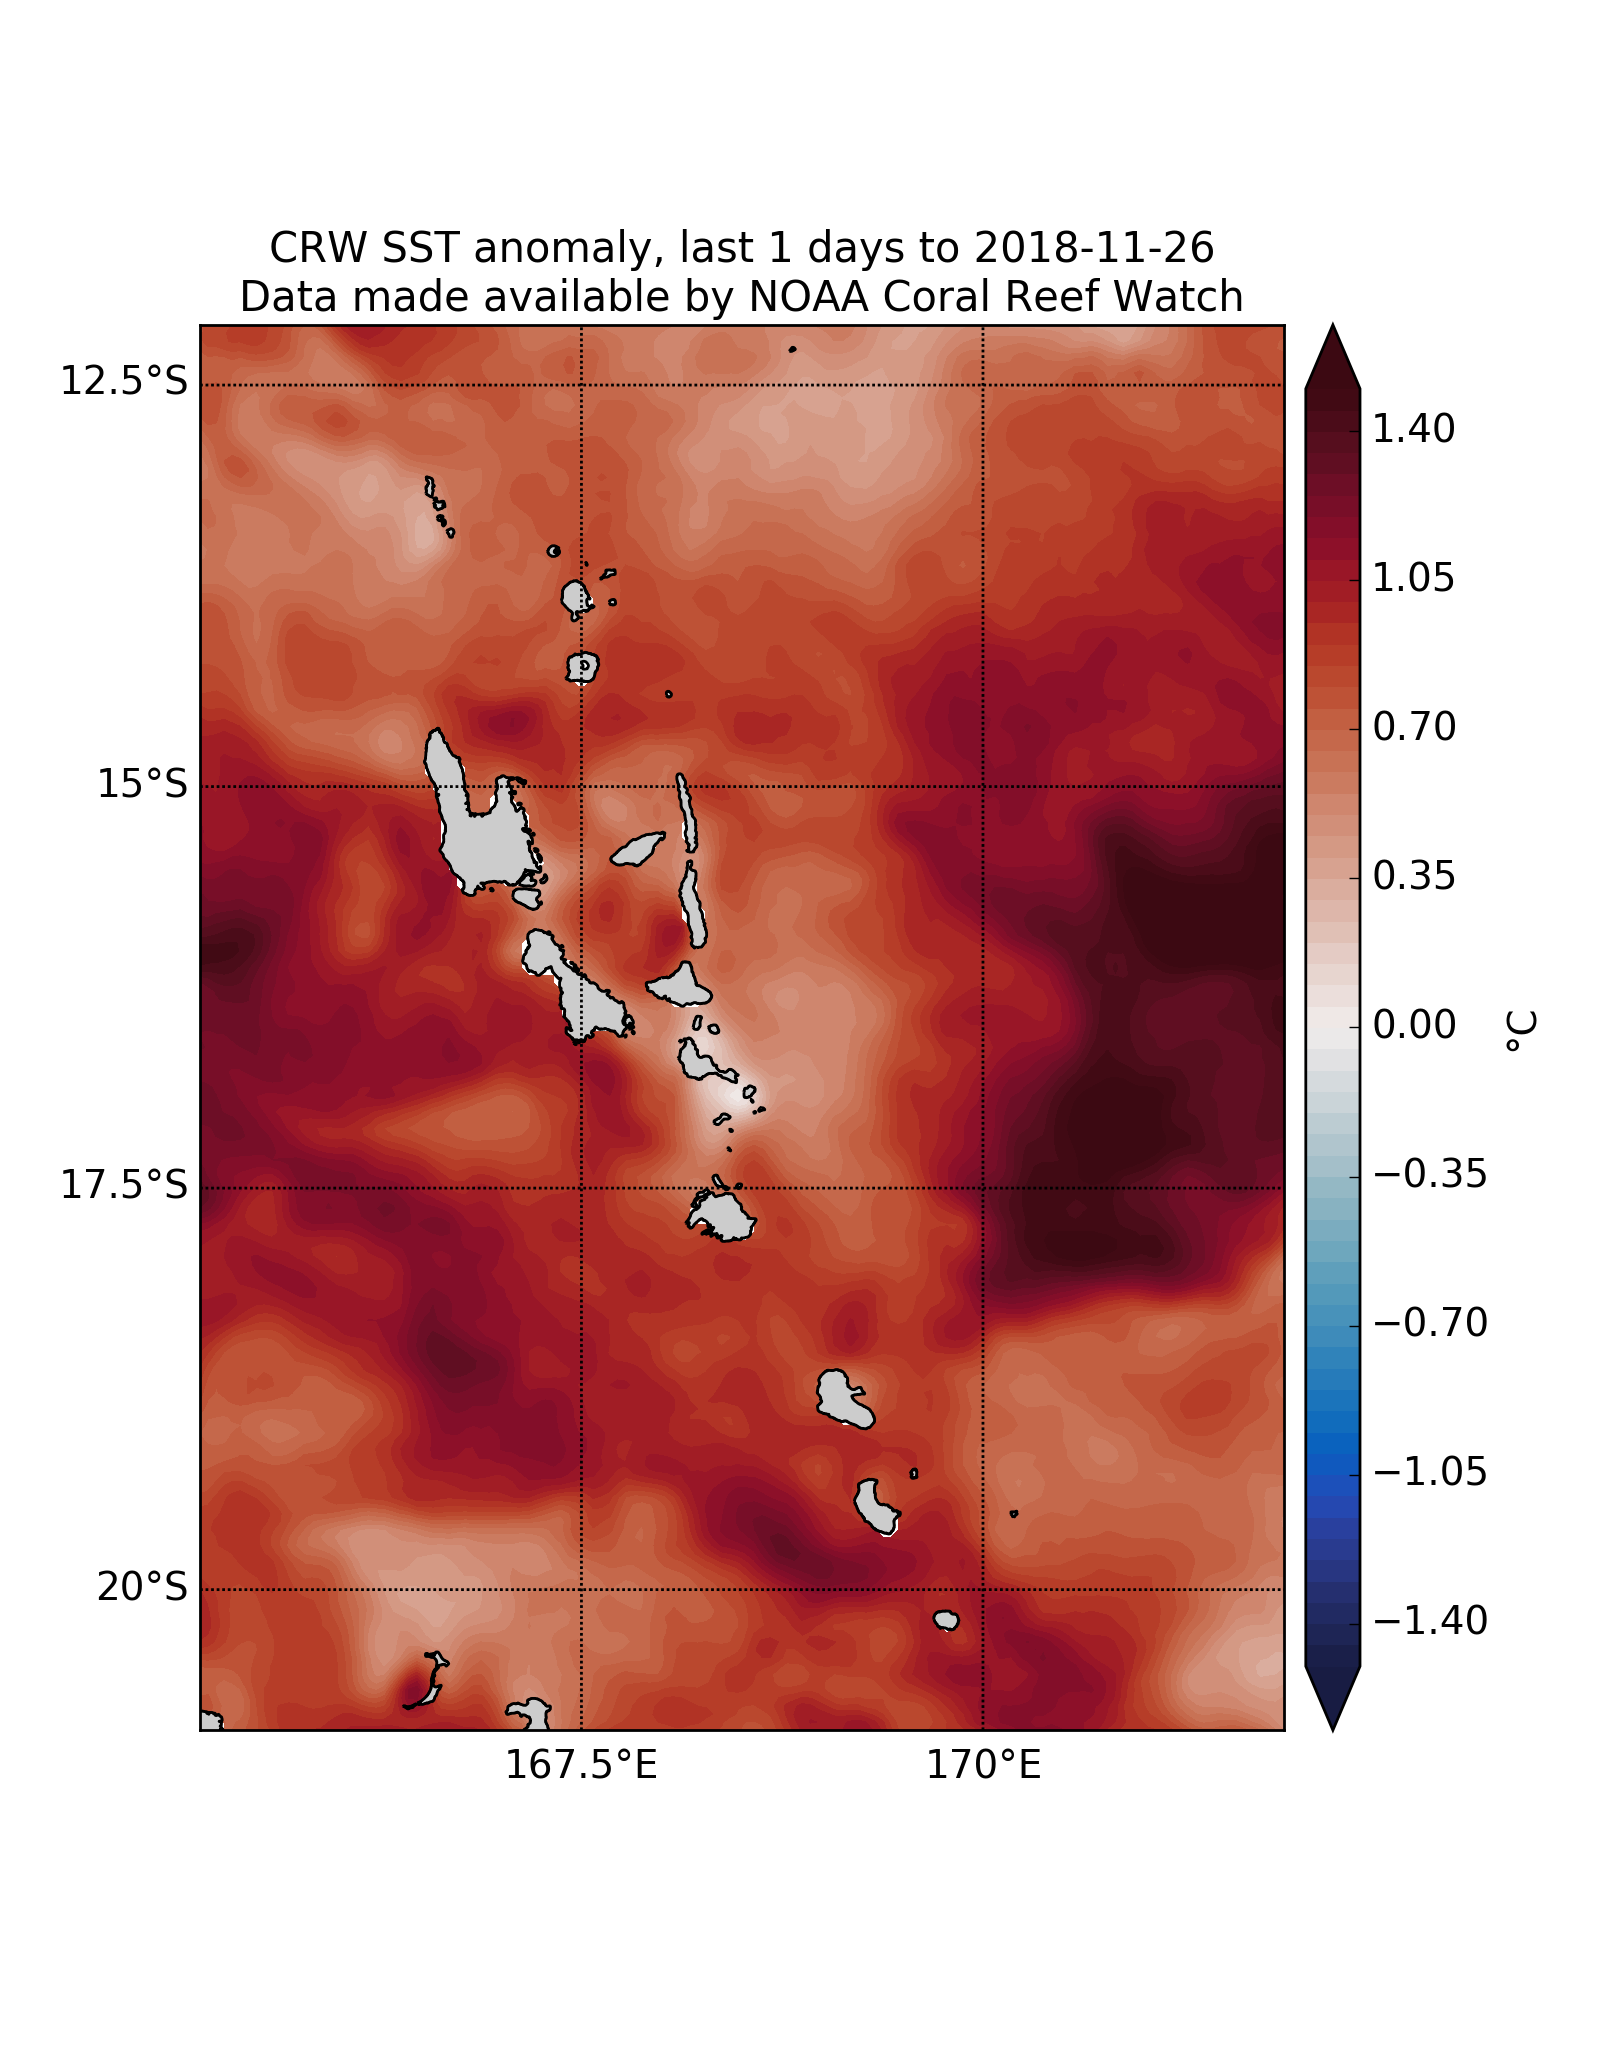 CRW SST anomaly, last 1 days to 2018-11-26
Data made available by NOAA Coral Reef Watch
12.5°S
15°S
17.5°S
20°S
167.5°E
170°E
1.40
1.05
0.70
0.35
0.00
−0.35
−0.70
−1.05
−1.40
°C